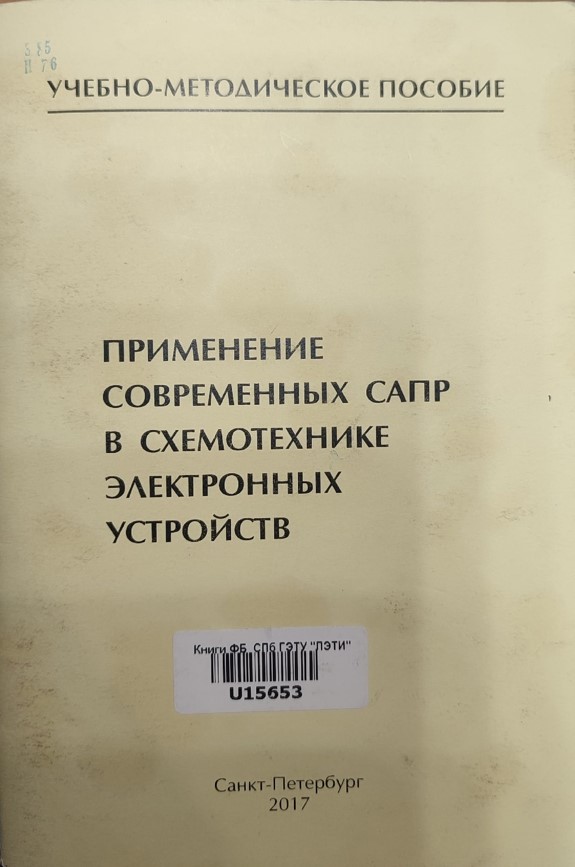 УЧЕБНО-МЕТОДИЧЕСКОЕ ПОСОБИЕ
ПРИМЕНЕНИЕ
СОВРЕМЕННЫХ САПР
В СХЕМОТЕХНИКЕ
ЭЛЕКТРОННЫХ
УСТРОЙСТВ
Книги ФБ СПб ГЭТУ "ЛЭТИ"
U15653
Санкт-Петербург
2017